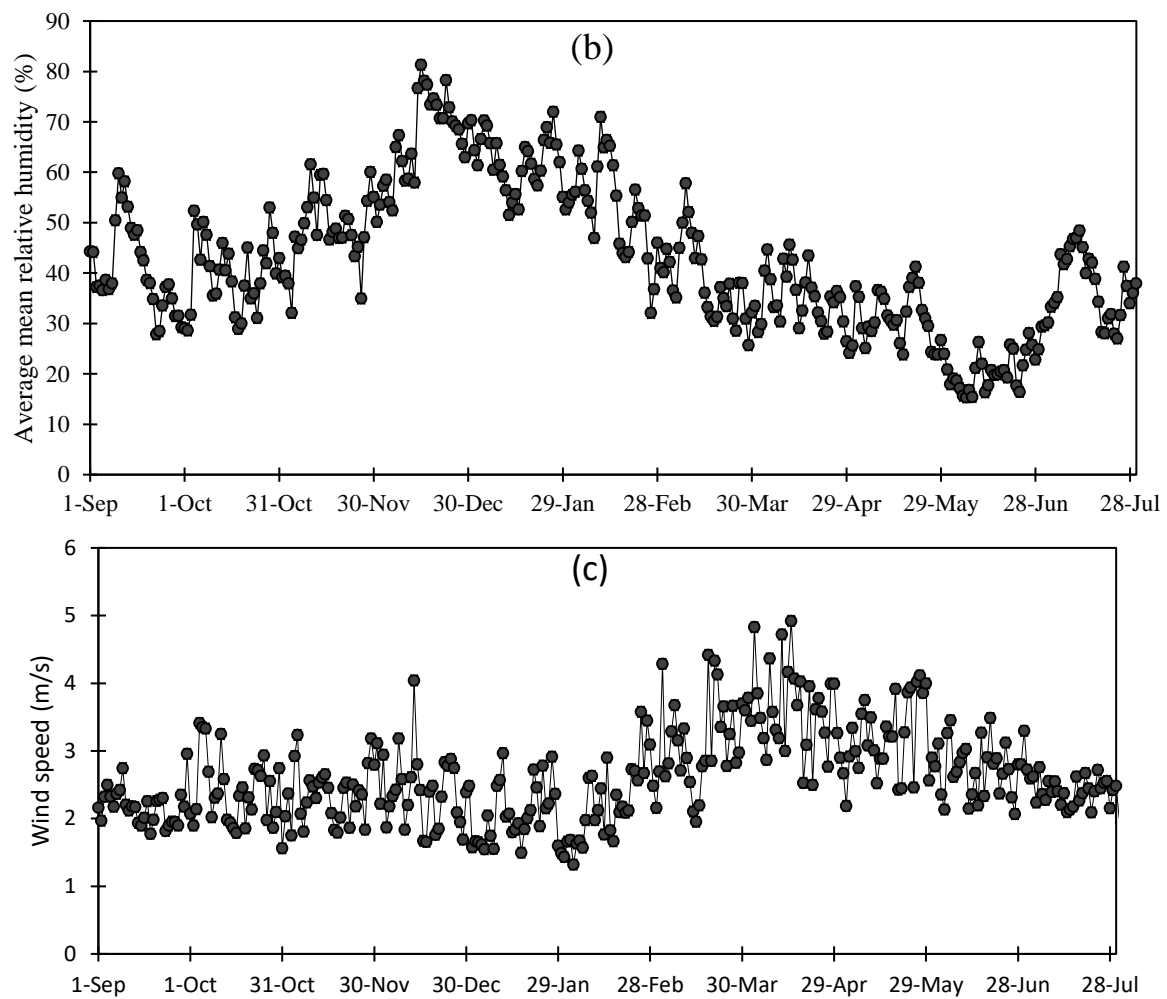 (b)
Average mean relative humidity (%)
90
80
70
60
50
40
30
20
10
0
1-Sep 1-Oct 31-Oct 30-Nov 30-Dec 29-Jan 28-Feb 30-Mar 29-Apr 29-May 28-Jun 28-Jul
(c)
Wind speed (m/s)
6
5
4
3
2
1
0
1-Sep 1-Oct 31-Oct 30-Nov 30-Dec 29-Jan 28-Feb 30-Mar 29-Apr 29-May 28-Jun 28-Jul